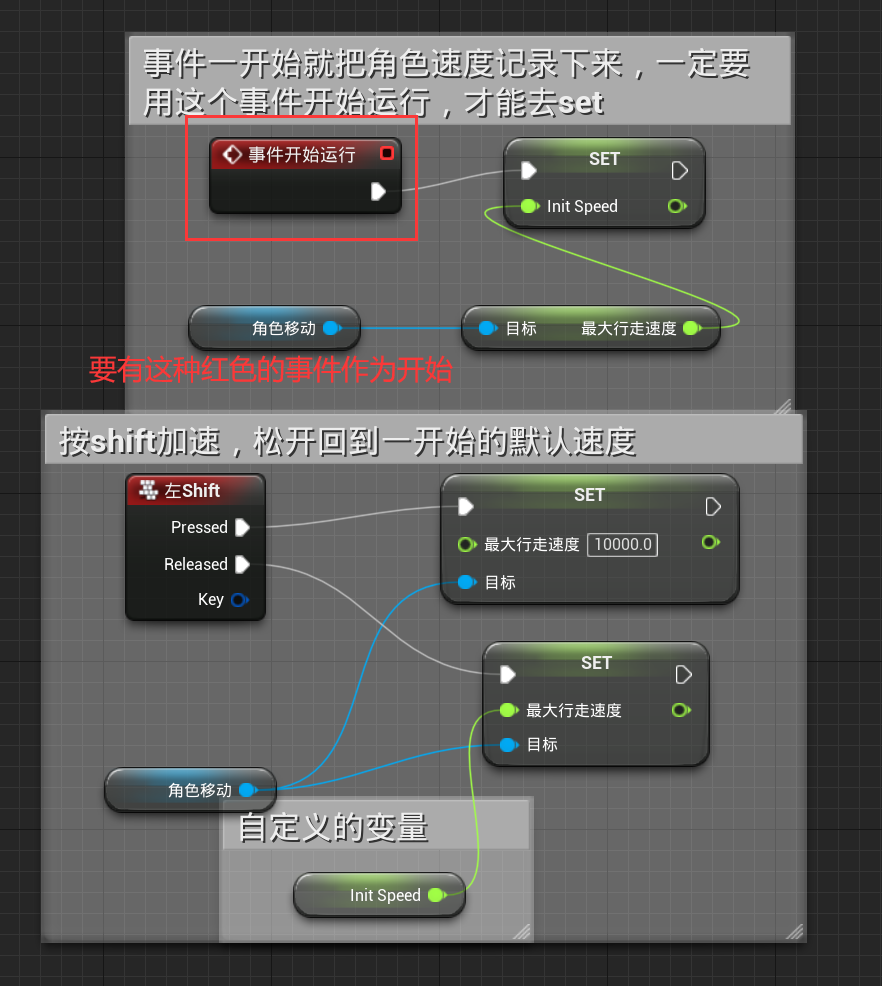 事件一开始就把角色速度记录下来，一定要
用这个事件开始运行，才能去set
事件开始运行
SET
Init Speed
角色移动
目标 最大行走速度
要有这种红色的事件作为开始
按shift加速，松开回到一开始的默认速度
左Shift
Pressed
Released
Key
SET
最大行走速度 10000.0
目标
SET
最大行走速度
目标
角色移动
自定义的变量
Init Speed